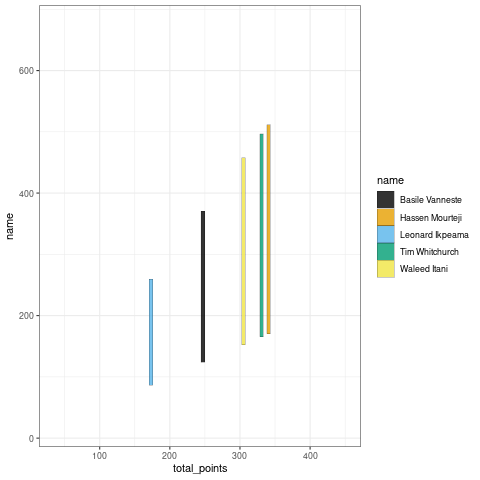 600
400
200
0
name
100 200 300 400
total_points
name
Basile Vanneste
Hassen Mourteji
Leonard Ikpeama
Tim Whitchurch
Waleed Itani